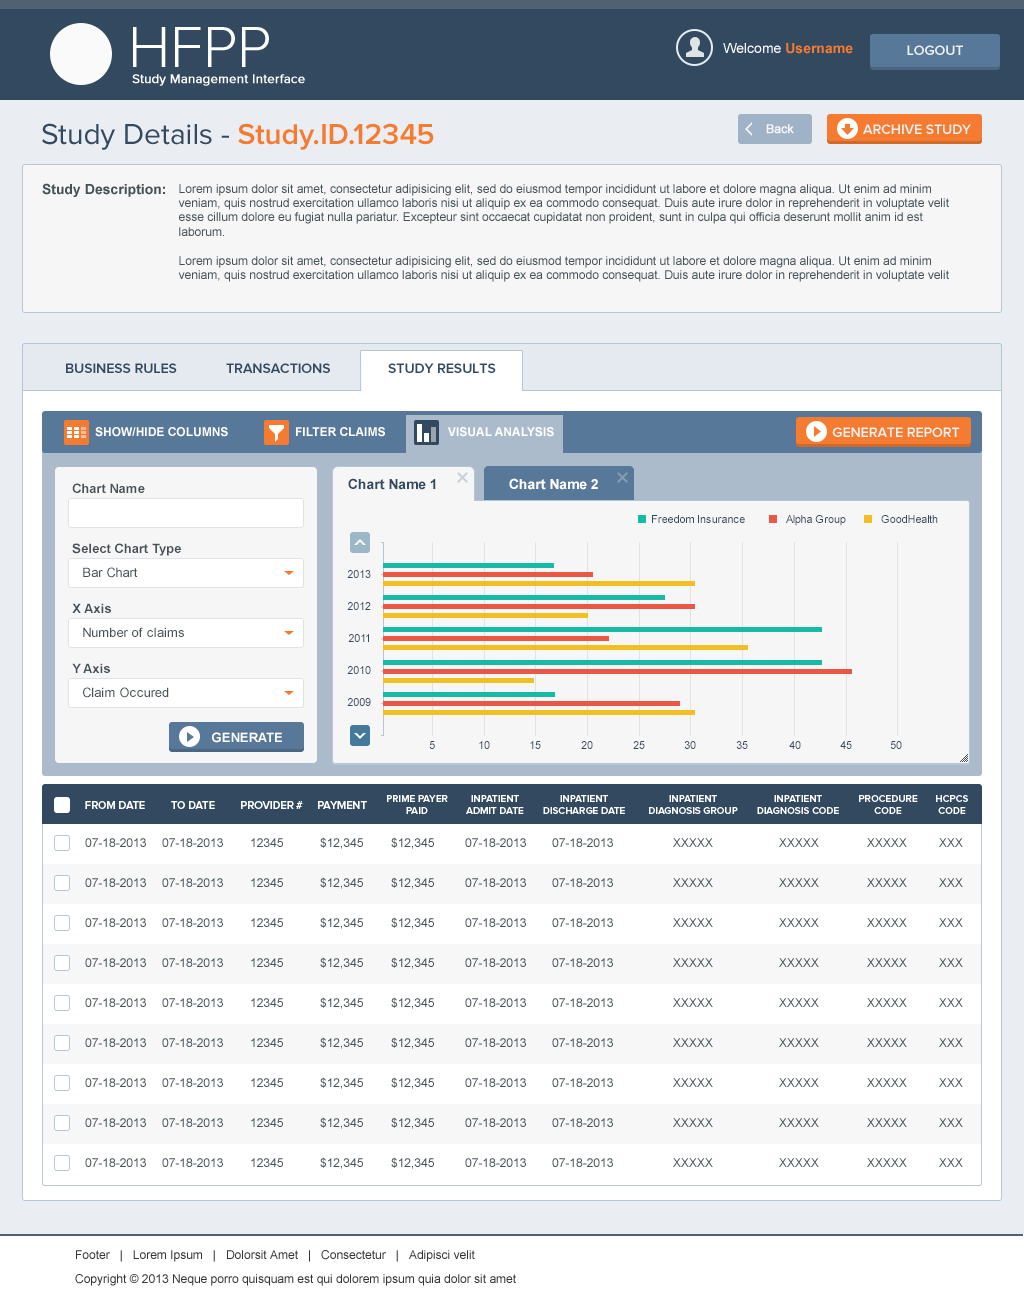 HFPP
Study Management Interface
Welcome Username
LOGOUT
Study Details - Study.ID.12345
Back
ARCHIVE STUDY
Study Description:
Lorem ipsum dolor sit amet, consectetur adipisicing elit, sed do eiusmod tempor incididunt ut labore et dolore magna aliqua. Ut enim ad minim
veniam, quis nostrud exercitation ullamco laboris nisi ut aliquip ex ea commodo consequat. Duis aute irure dolor in reprehenderit in voluptate velit
esse cillum dolore eu fugiat nulla pariatur. Excepteur sint occaecat cupidatat non proident, sunt in culpa qui officia deserunt mollit anim id est
laborum.
Lorem ipsum dolor sit amet, consectetur adipisicing elit, sed do eiusmod tempor incididunt ut labore et dolore magna aliqua. Ut enim ad minim
veniam, quis nostrud exercitation ullamco laboris nisi ut aliquip ex ea commodo consequat. Duis aute irure dolor in reprehenderit in voluptate velit
BUSINESS RULES TRANSACTIONS STUDY RESULTS
SHOW/HIDE COLUMNS FILTER CLAIMS VISUAL ANALYSIS GENERATE REPORT
Chart Name
Select Chart Type
Bar Chart
X Axis
Number of claims
Y Axis
Claim Occured
GENERATE
Chart Name 1 Chart Name 2
Freedom Insurance Alpha Group GoodHealth
2013
2012
2011
2010
2009
5 10 15 20 25 30 35 40 45 50
FROM DATE TO DATE PROVIDER # PAYMENT PRIME PAYER PAID INPATIENT ADMIT DATE INPATIENT DISCHARGE DATE INPATIENT DIAGNOSIS GROUP INPATIENT DIAGNOSIS CODE PROCEDURE CODE HCPCS CODE
07-18-2013 07-18-2013 12345 $12,345 $12,345 07-18-2013 07-18-2013 XXXXX XXXXX XXXXX XXX
07-18-2013 07-18-2013 12345 $12,345 $12,345 07-18-2013 07-18-2013 XXXXX XXXXX XXXXX XXX
07-18-2013 07-18-2013 12345 $12,345 $12,345 07-18-2013 07-18-2013 XXXXX XXXXX XXXXX XXX
07-18-2013 07-18-2013 12345 $12,345 $12,345 07-18-2013 07-18-2013 XXXXX XXXXX XXXXX XXX
07-18-2013 07-18-2013 12345 $12,345 $12,345 07-18-2013 07-18-2013 XXXXX XXXXX XXXXX XXX
07-18-2013 07-18-2013 12345 $12,345 $12,345 07-18-2013 07-18-2013 XXXXX XXXXX XXXXX XXX
07-18-2013 07-18-2013 12345 $12,345 $12,345 07-18-2013 07-18-2013 XXXXX XXXXX XXXXX XXX
07-18-2013 07-18-2013 12345 $12,345 $12,345 07-18-2013 07-18-2013 XXXXX XXXXX XXXXX XXX
07-18-2013 07-18-2013 12345 $12,345 $12,345 07-18-2013 07-18-2013 XXXXX XXXXX XXXXX XXX
Footer | Lorem Ipsum | Dolorsit Amet | Consectetur | Adipisci velit
Copyright © 2013 Neque porro quisquam est qui dolorem ipsum quia dolor sit amet